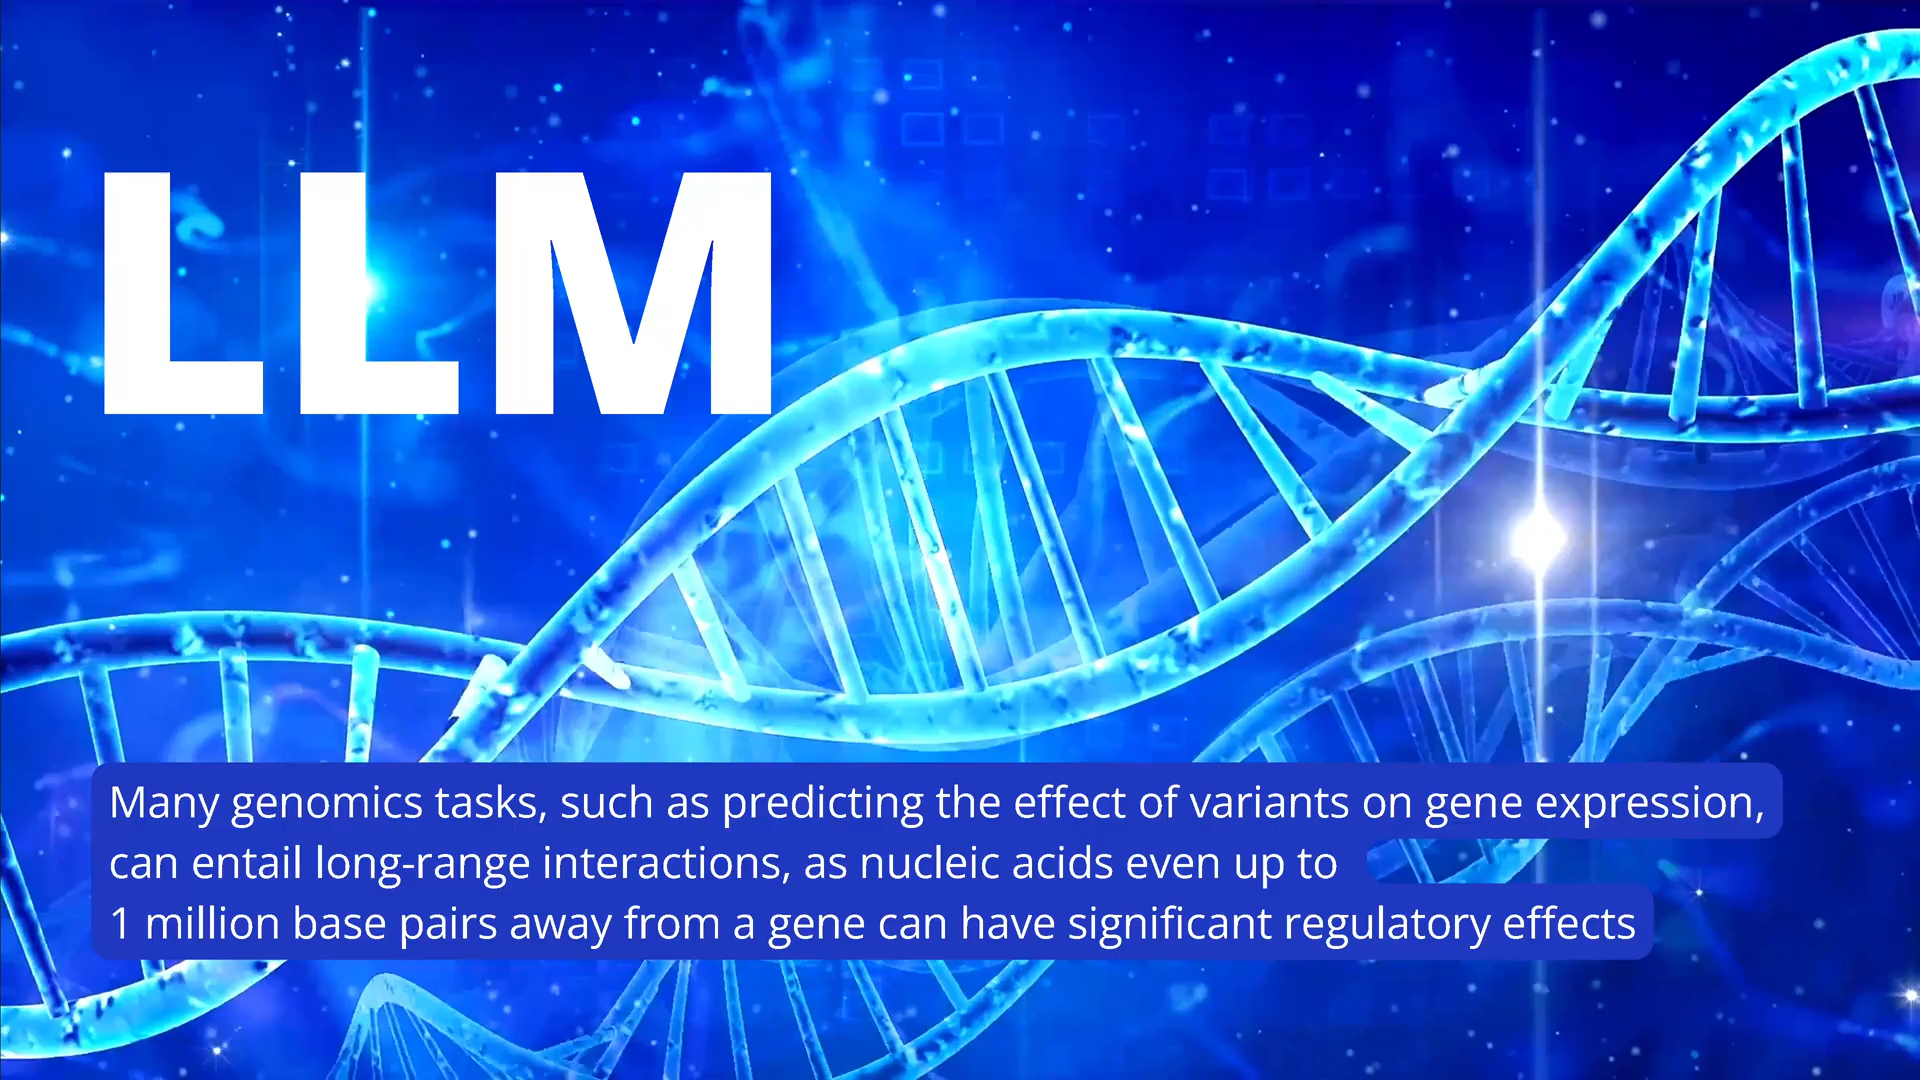 LLM
Many genomics tasks, such as predicting the effect of variants on gene expression,
can entail long-range interactions, as nucleic acids even up to
1 million base pairs away from a gene can have significant regulatory effects